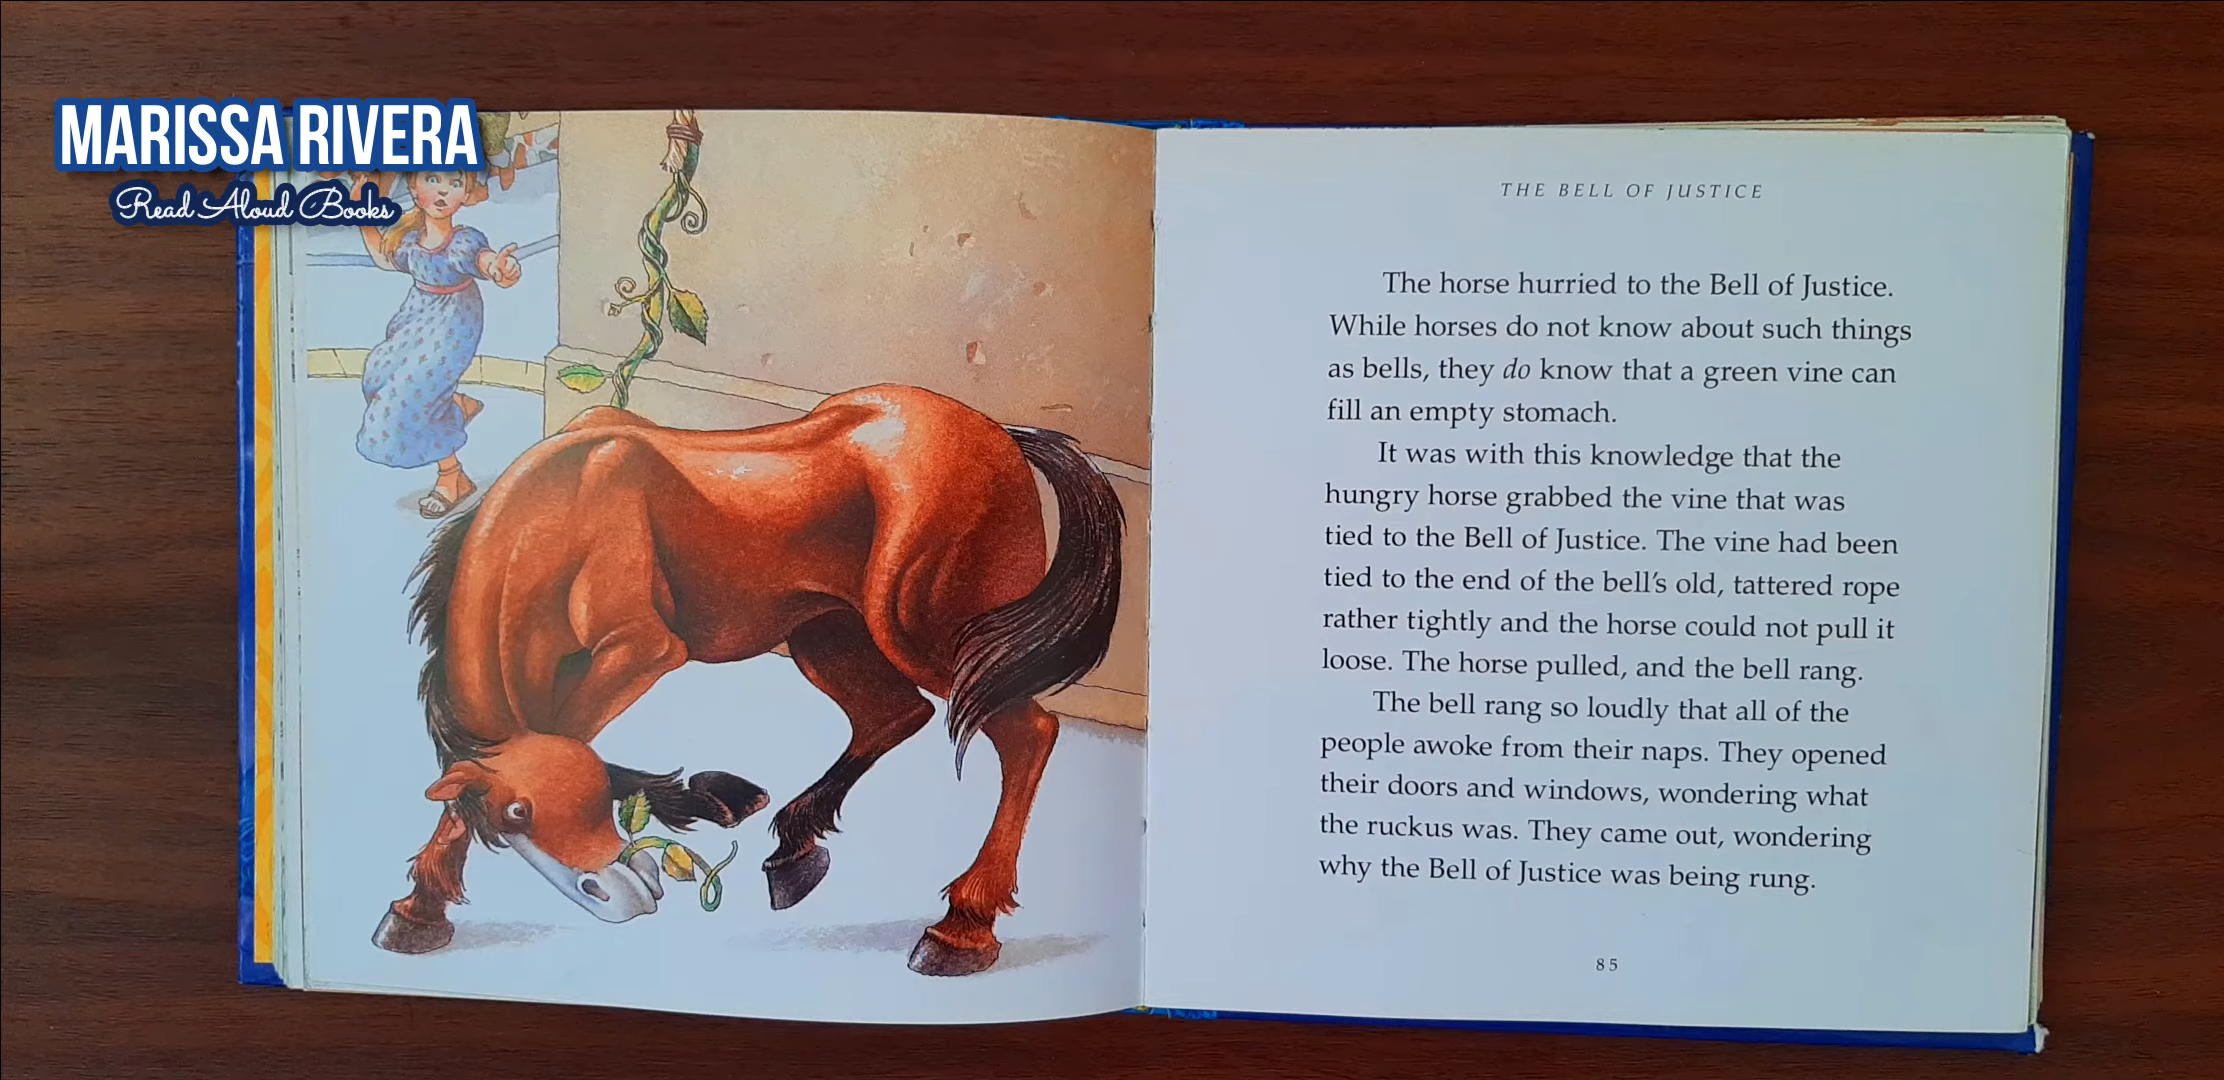 MARISSA RIVERA
Read Aloud Books
THE BELL OF JUSTICE
The horse hurried to the Bell of Justice.
While horses do not know about such things
as bells, they do know that a green vine can
fill an empty stomach.
It was with this knowledge that the
hungry horse grabbed the vine that was
tied to the Bell of Justice. The vine had been
tied to the end of the bell’s old, tattered rope
rather tightly and the horse could not pull it
loose. The horse pulled, and the bell rang.
The bell rang so loudly that all of the
people awoke from their naps. They opened
their doors and windows, wondering what
the ruckus was. They came out, wondering
why the Bell of Justice was being rung.
85